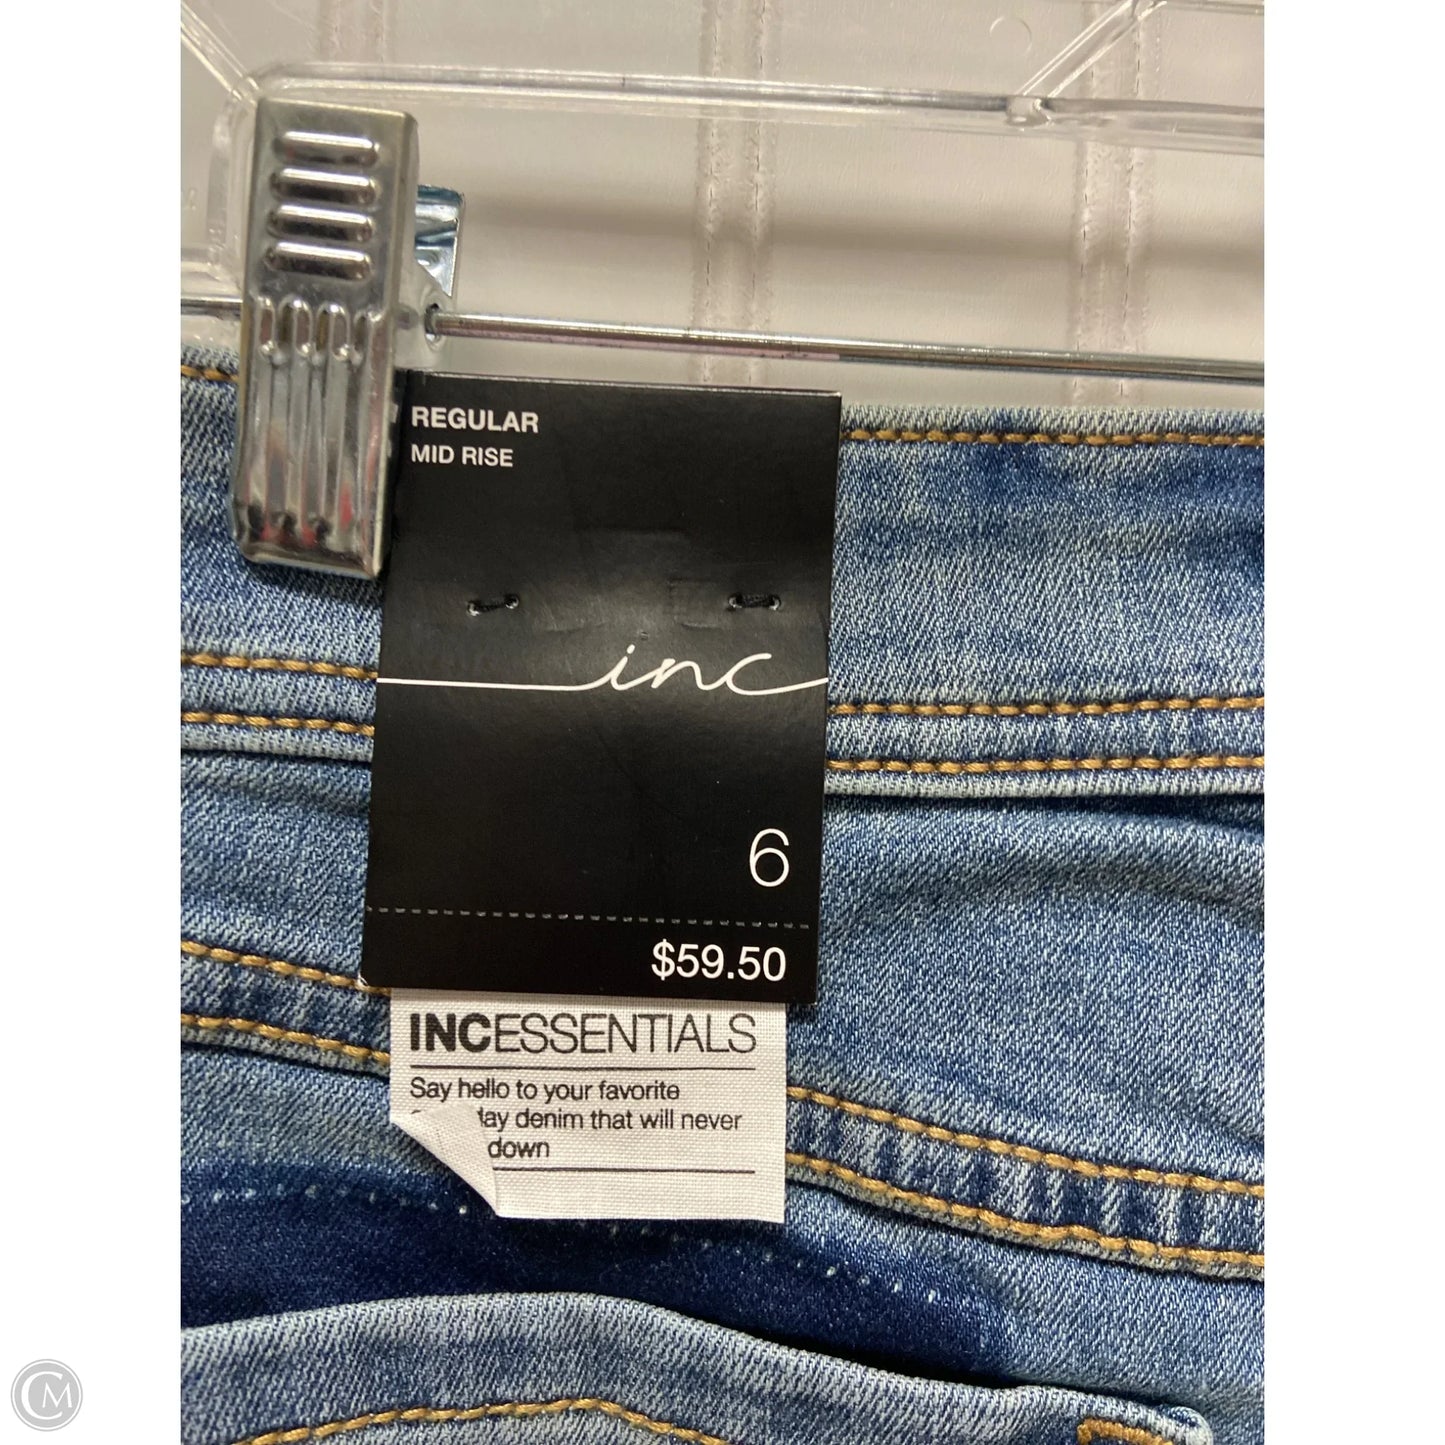 REGULAR
MID RISE
inc
6
$59.50
INCESSENTIALS
Say hello to your favorite
day denim that will never
down
CM